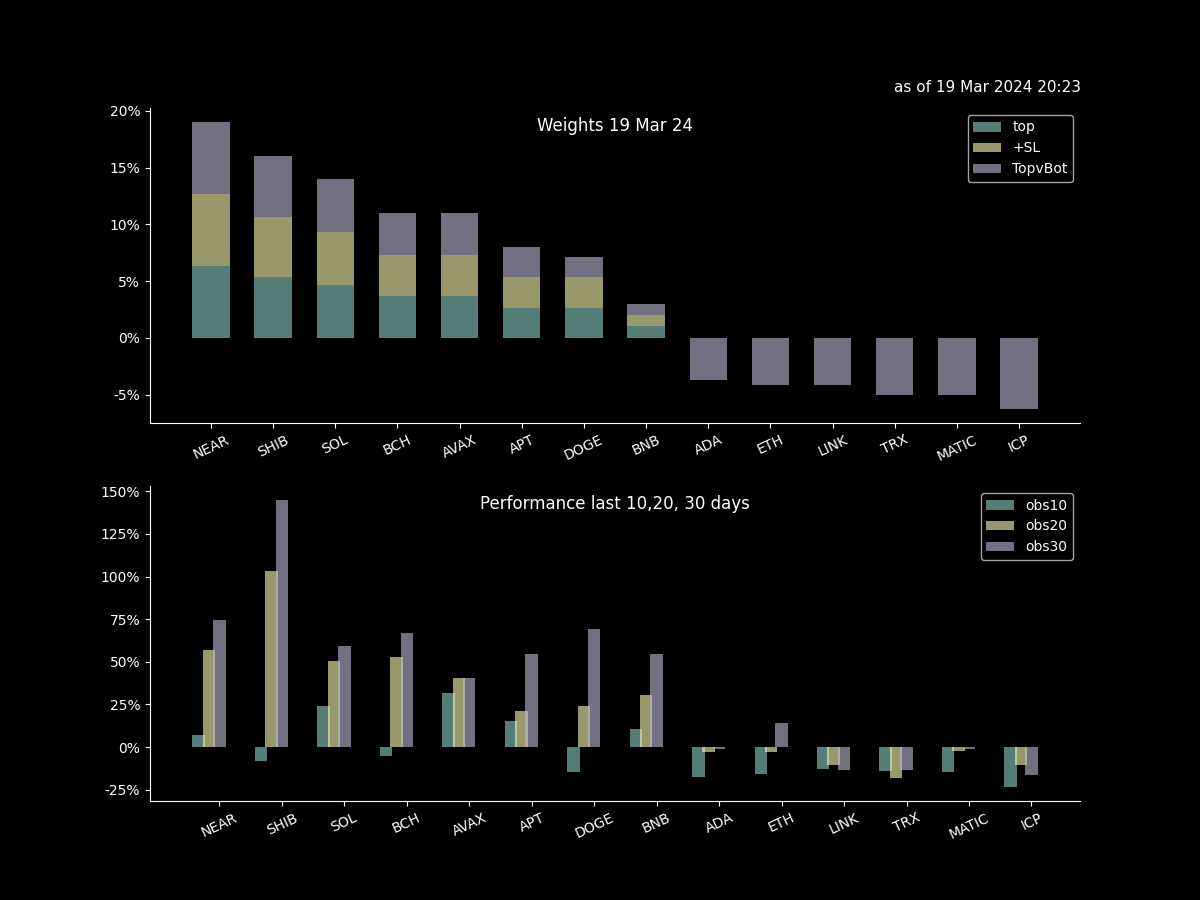 as of 19 Mar 2024 20:23
Weights 19 Mar 24
top
+SL
TopvBot
20%
15%
10%
5%
0%
-5%
NEAR SHIB SOL BCH AVAX APT DOGE BNB ADA ETH LINK TRX MATIC ICP
Performance last 10,20, 30 days
obs10
obs20
obs30
150%
125%
100%
75%
50%
25%
0%
-25%
NEAR SHIB SOL BCH AVAX APT DOGE BNB ADA ETH LINK TRX MATIC ICP